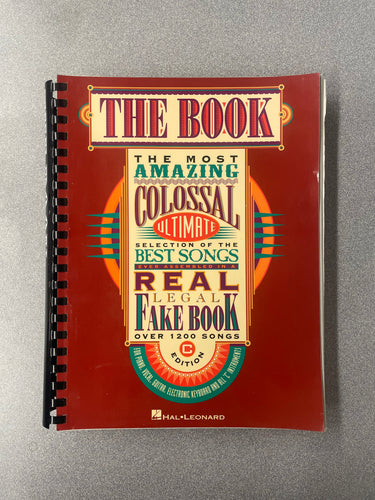 THE BOOK
THE MOST
AMAZING
COLOSSAL
ULTIMATE
SELECTION OF THE
BEST SONGS
EVER ASSEMBLED IN A
REAL
LEGAL
FAKE BOOK
OVER 1200 SONGS
C
EDITION
FOR PIANO, VOCAL, GUITAR, ELECTRONIC KEYBOARD AND ALL "C" INSTRUMENTS
HAL•LEONARD